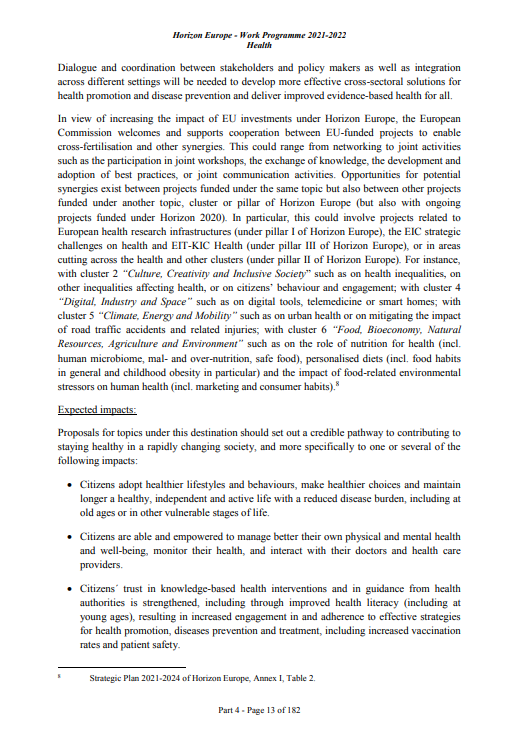 Horizon Europe - Work Programme 2021-2022
Health
Dialogue and coordination between stakeholders and policy makers as well as integration
across different settings will be needed to develop more effective cross-sectoral solutions for
health promotion and disease prevention and deliver improved evidence-based health for all.
In view of increasing the impact of EU investments under Horizon Europe, the European
Commission welcomes and supports cooperation between EU-funded projects to enable
cross-fertilisation and other synergies. This could range from networking to joint activities
such as the participation in joint workshops, the exchange of knowledge, the development and
adoption of best practices, or joint communication activities. Opportunities for potential
synergies exist between projects funded under the same topic but also between other projects
funded under another topic, cluster or pillar of Horizon Europe (but also with ongoing
projects funded under Horizon 2020). In particular, this could involve projects related to
European health research infrastructures (under pillar I of Horizon Europe), the EIC strategic
challenges on health and EIT-KIC Health (under pillar III of Horizon Europe), or in areas
cutting across the health and other clusters (under pillar II of Horizon Europe). For instance,
with cluster 2 “Culture, Creativity and Inclusive Society” such as on health inequalities, on
other inequalities affecting health, or on citizens’ behaviour and engagement; with cluster 4
“Digital, Industry and Space” such as on digital tools, telemedicine or smart homes; with
cluster 5 “Climate, Energy and Mobility” such as on urban health or on mitigating the impact
of road traffic accidents and related injuries; with cluster 6 “Food, Bioeconomy, Natural
Resources, Agriculture and Environment” such as on the role of nutrition for health (incl.
human microbiome, mal- and over-nutrition, safe food), personalised diets (incl. food habits
in general and childhood obesity in particular) and the impact of food-related environmental
stressors on human health (incl. marketing and consumer habits).8
Expected impacts:
Proposals for topics under this destination should set out a credible pathway to contributing to
staying healthy in a rapidly changing society, and more specifically to one or several of the
following impacts:
• Citizens adopt healthier lifestyles and behaviours, make healthier choices and maintain
longer a healthy, independent and active life with a reduced disease burden, including at
old ages or in other vulnerable stages of life.
• Citizens are able and empowered to manage better their own physical and mental health
and well-being, monitor their health, and interact with their doctors and health care
providers.
• Citizens´ trust in knowledge-based health interventions and in guidance from health
authorities is strengthened, including through improved health literacy (including at
young ages), resulting in increased engagement in and adherence to effective strategies
for health promotion, diseases prevention and treatment, including increased vaccination
rates and patient safety.
8 Strategic Plan 2021-2024 of Horizon Europe, Annex I, Table 2.
Part 4 - Page 13 of 182